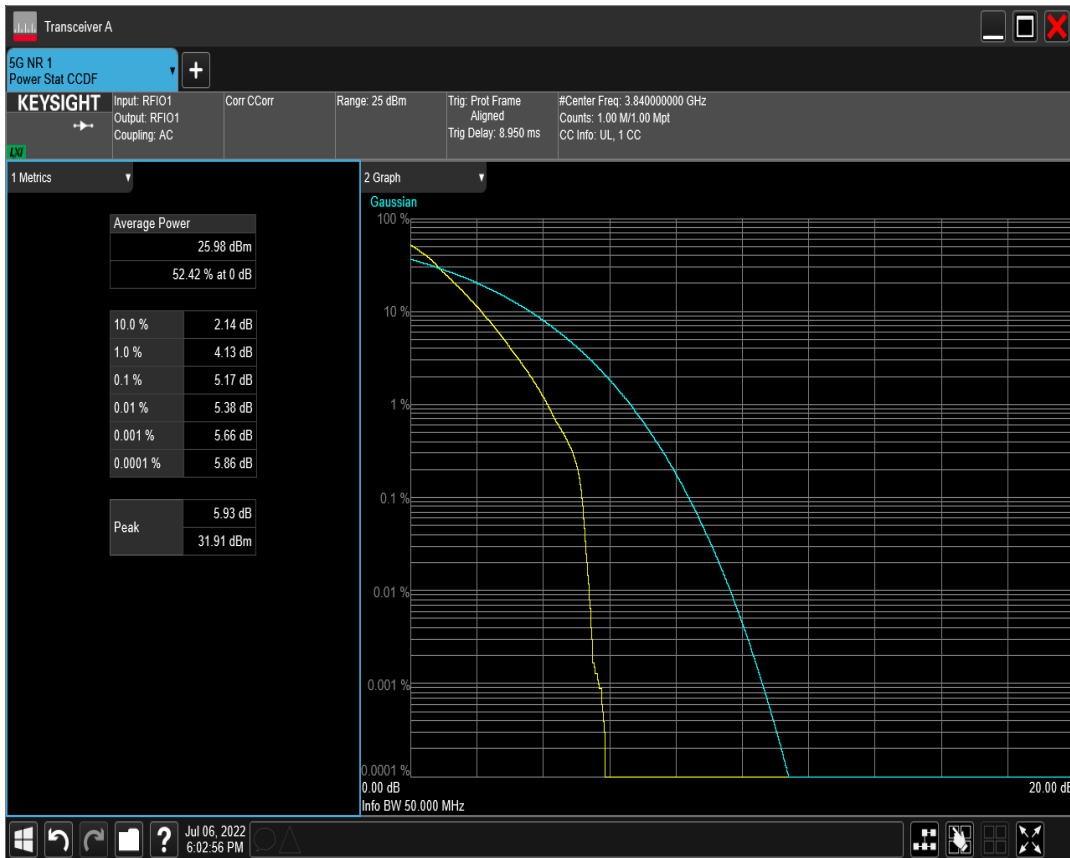 Transceiver A
5G NR 1
Power Stat CCDF
KEYSIGHT
LXI
Input: RFIO1
Output: RFIO1
Coupling: AC
Corr CCorr
Range: 25 dBm
Trig: Prot Frame
Aligned
Trig Delay: 8.950 ms
#Center Freq: 3.840000000 GHz
Counts: 1.00 M/1.00 Mpt
CC Info: UL, 1 CC
1 Metrics
Average Power
25.98 dBm
52.42 % at 0 dB
10.0 % 2.14 dB
1.0 % 4.13 dB
0.1 % 5.17 dB
0.01 % 5.38 dB
0.001 % 5.66 dB
0.0001 % 5.86 dB
Peak
5.93 dB
31.91 dBm
2 Graph
Gaussian
100 %
10 %
1 %
0.1 %
0.01 %
0.001 %
0.0001 %
0.00 dB 20.00 dB
Info BW 50.000 MHz
?
Jul 06, 2022
6:02:56 PM